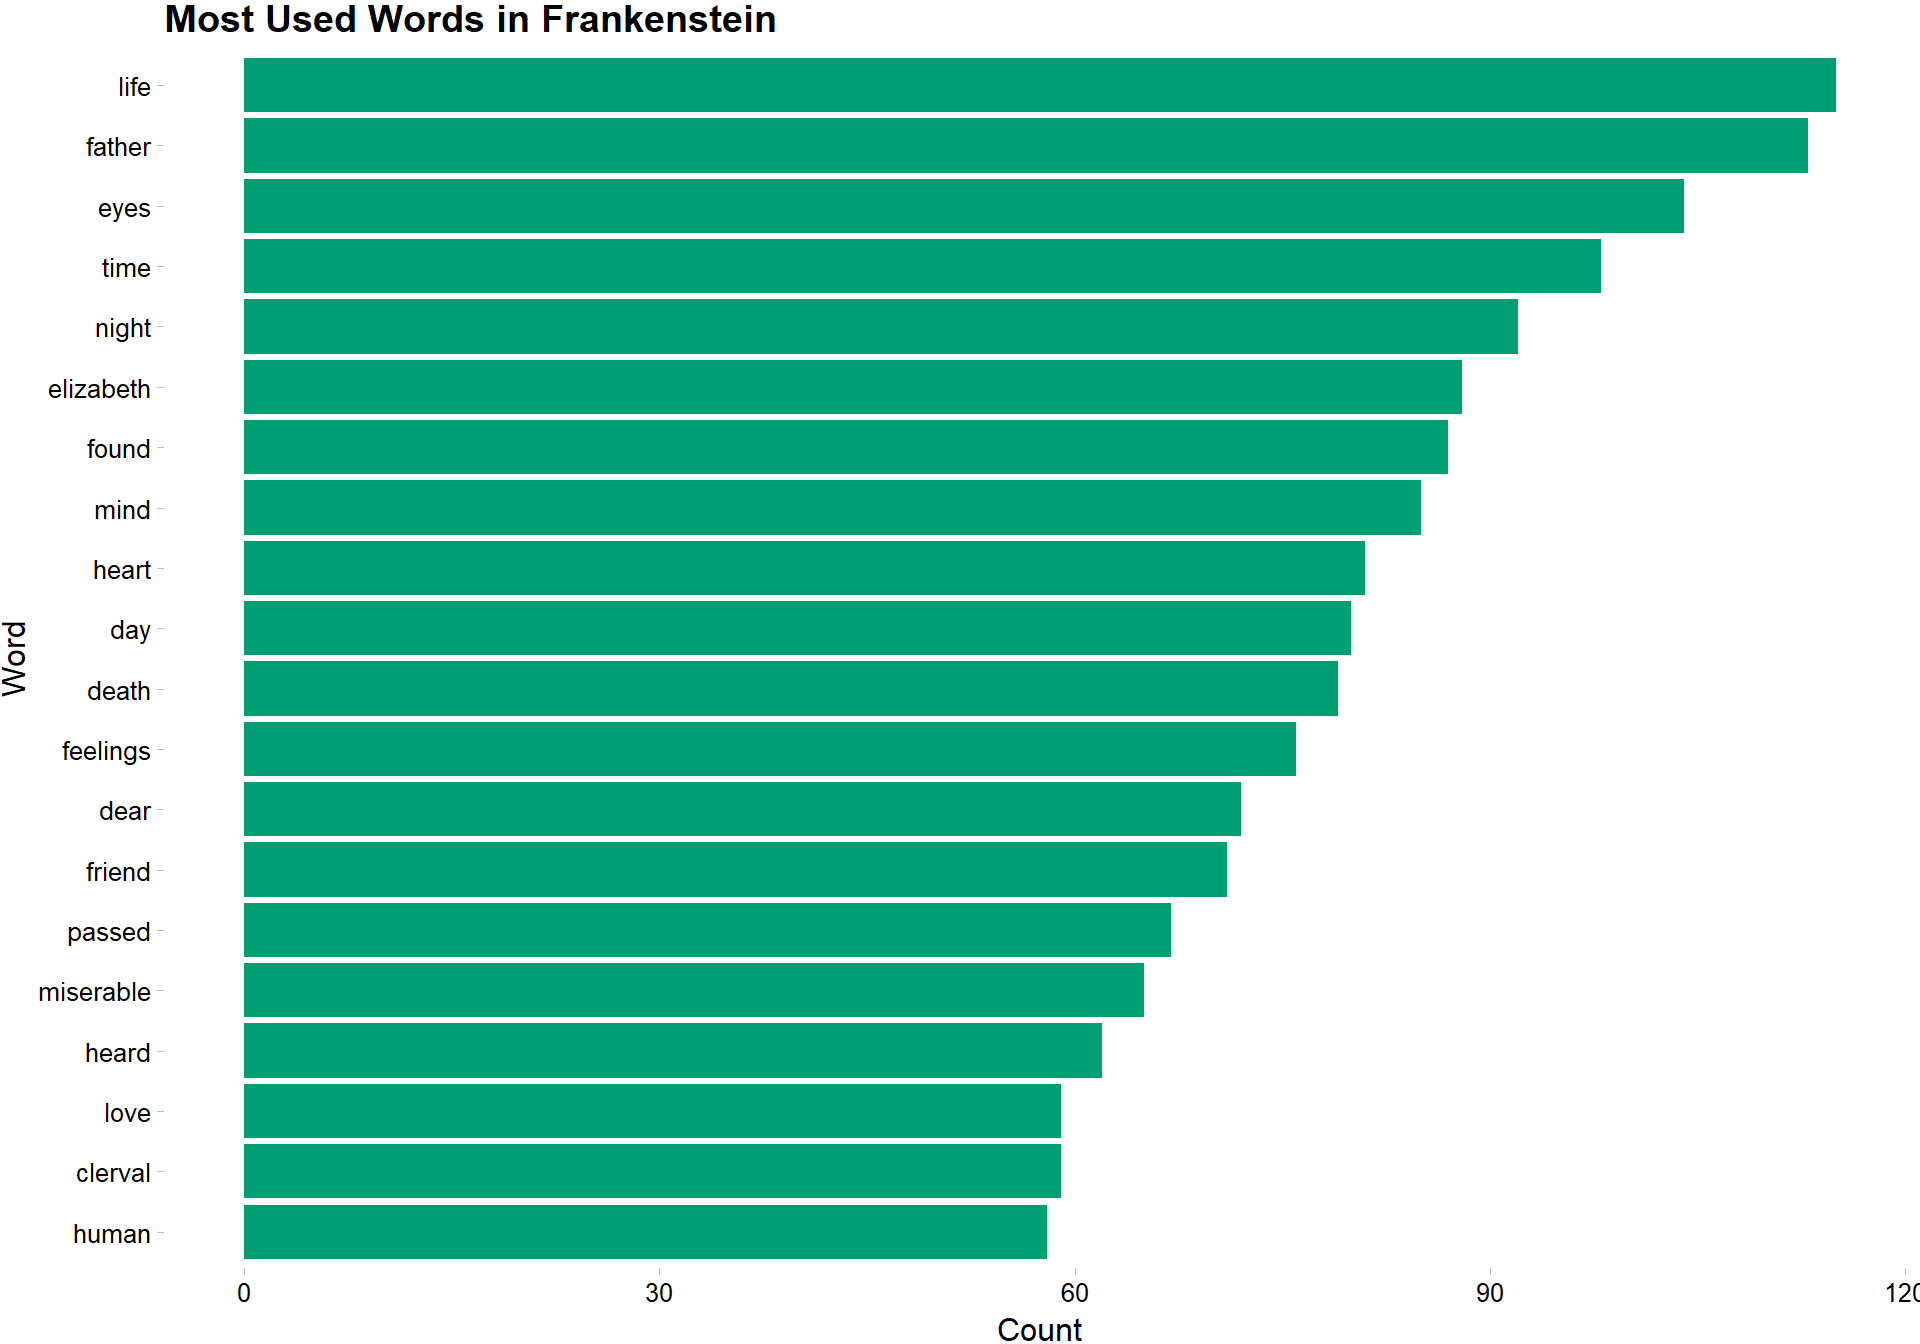 Most Used Words in Frankenstein
life
father
eyes
time
night
elizabeth
found
mind
heart
day
death
feelings
dear
friend
passed
miserable
heard
love
clerval
human
Word
0 30 60 90 120
Count